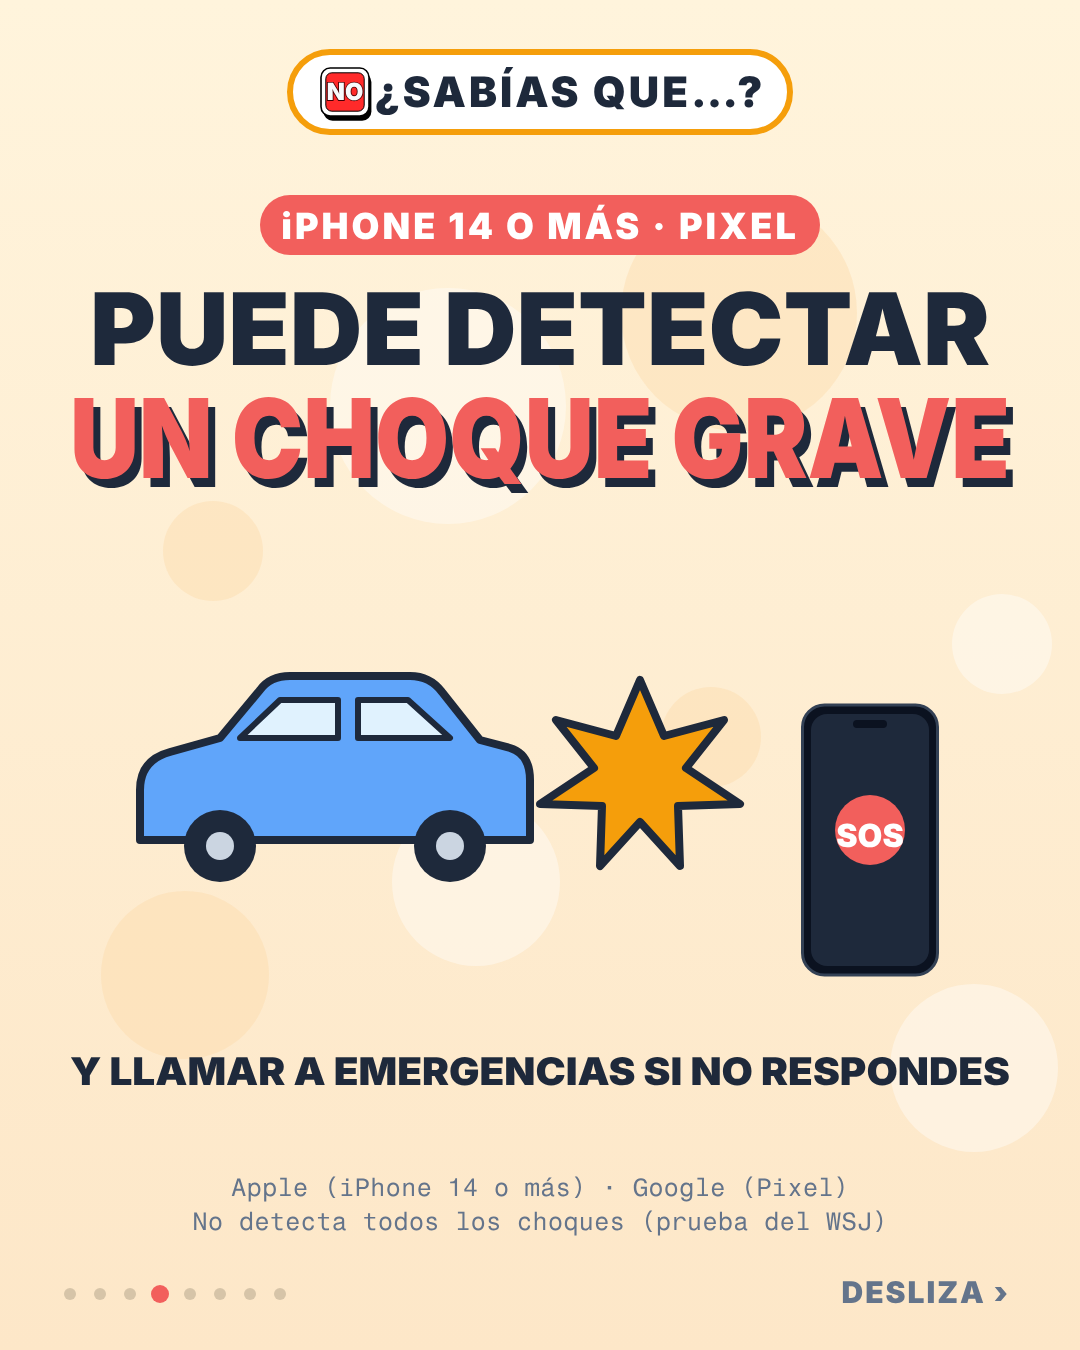 NO ¿SABÍAS QUE...?
iPHONE 14 O MÁS · PIXEL
PUEDE DETECTAR
UN CHOQUE GRAVE
SOS
Y LLAMAR A EMERGENCIAS SI NO RESPONDES
Apple (iPhone 14 o más) · Google (Pixel)
No detecta todos los choques (prueba del WSJ)
DESLIZA ›